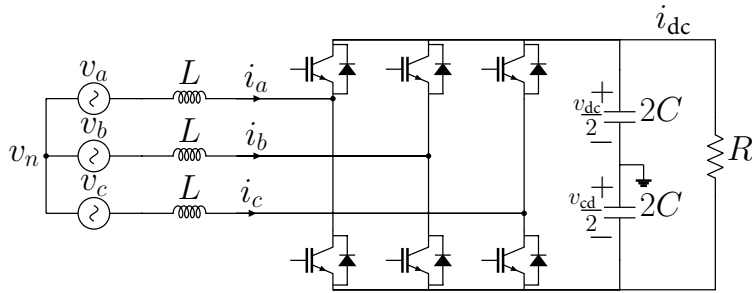 i_dc
v_a L i_a
v_dc/2 + − 2C
v_b L i_b
v_n
R
v_c L i_c
v_cd/2 + − 2C